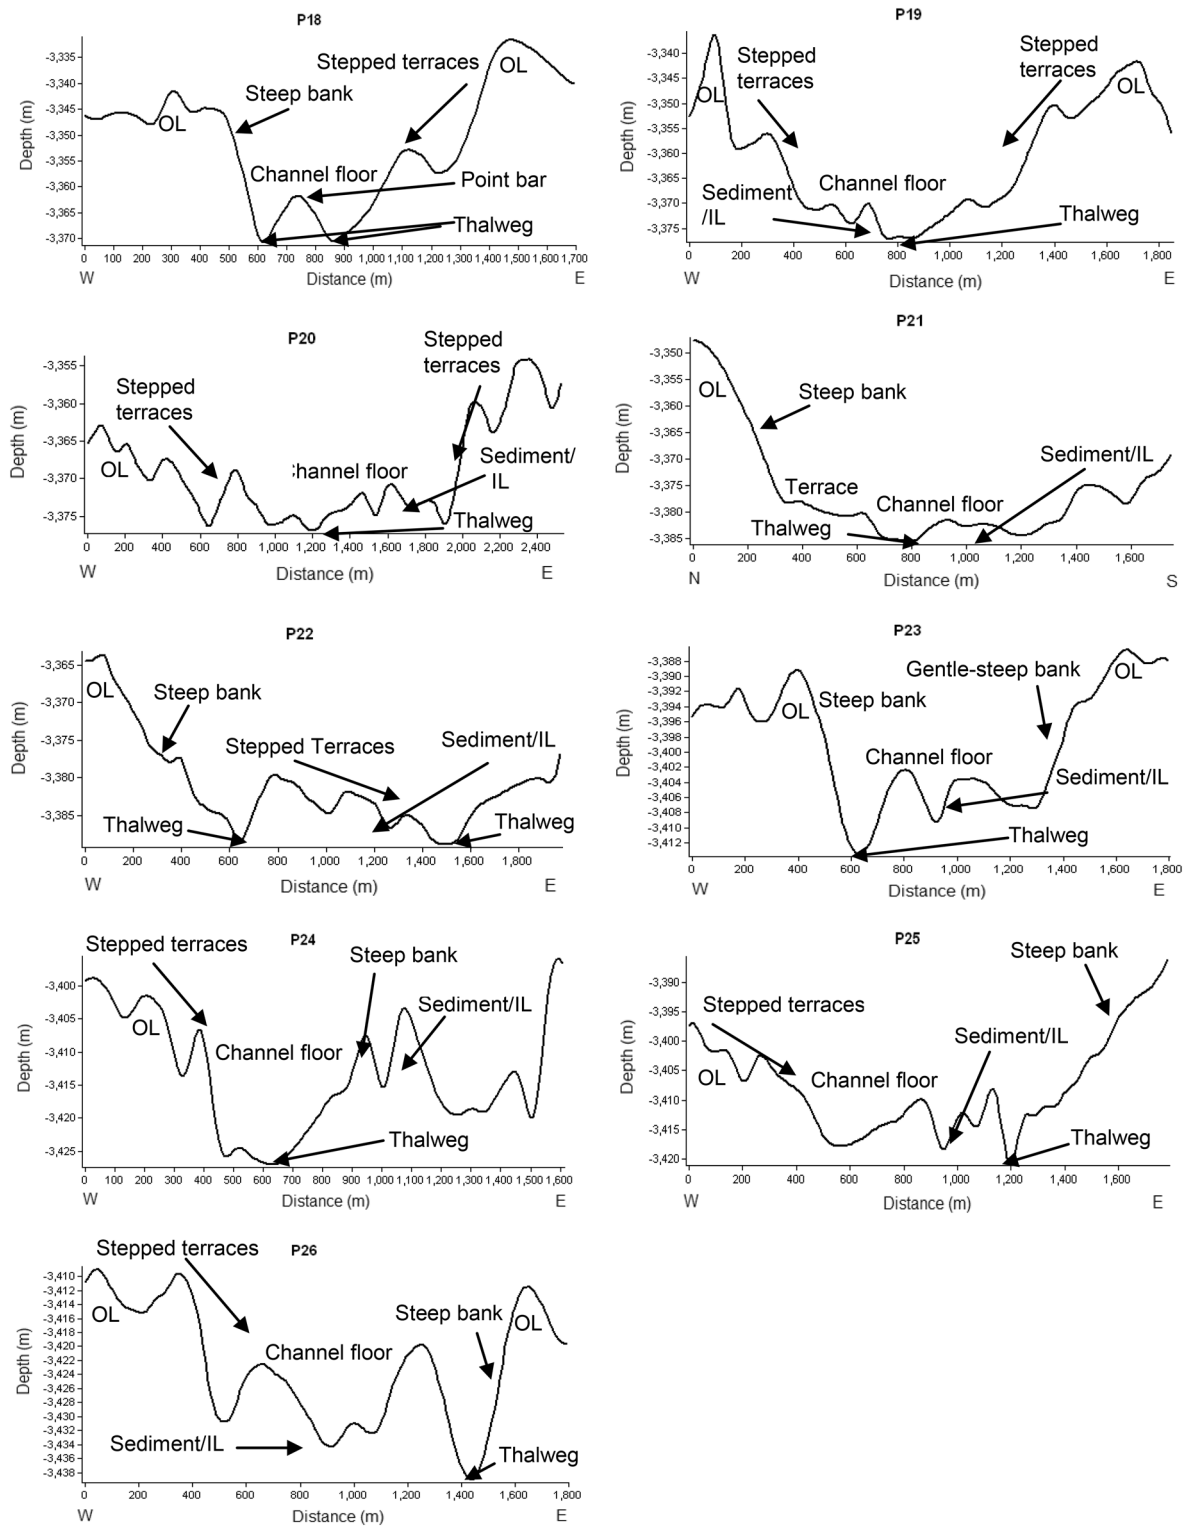 P18
-3,335
-3,340
-3,345
-3,350
-3,355
-3,360
-3,365
-3,370
Depth (m)
Stepped terraces
OL
Steep bank
OL
Channel floor
Point bar
Thalweg
0 100 200 300 400 500 600 700 800 900 1,000 1,100 1,200 1,300 1,400 1,500 1,600 1,700
W Distance (m) E
P19
-3,340
-3,345
-3,350
-3,355
-3,360
-3,365
-3,370
-3,375
Depth (m)
Stepped
terraces
Stepped
terraces
OL
OL
Sediment
/IL
Channel floor
Thalweg
0 200 400 600 800 1,000 1,200 1,400 1,600 1,800
W Distance (m) E
P20
-3,355
-3,360
-3,365
-3,370
-3,375
Depth (m)
Stepped
terraces
Stepped
terraces
OL
hannel floor
Sediment/
IL
Thalweg
0 200 400 600 800 1,000 1,200 1,400 1,600 1,800 2,000 2,200 2,400
W Distance (m) E
P21
-3,350
-3,355
-3,360
-3,365
-3,370
-3,375
-3,380
-3,385
Depth (m)
OL
Steep bank
Sediment/IL
Terrace
Channel floor
Thalweg
0 200 400 600 800 1,000 1,200 1,400 1,600
N Distance (m) S
P22
-3,365
-3,370
-3,375
-3,380
-3,385
Depth (m)
OL
Steep bank
Stepped Terraces
Sediment/IL
Thalweg
Thalweg
0 200 400 600 800 1,000 1,200 1,400 1,600 1,800
W Distance (m) E
P23
-3,388
-3,390
-3,392
-3,394
-3,396
-3,398
-3,400
-3,402
-3,404
-3,406
-3,408
-3,410
-3,412
Depth (m)
Gentle-steep bank
OL
OL
Steep bank
Channel floor
Sediment/IL
Thalweg
0 200 400 600 800 1,000 1,200 1,400 1,600 1,800
W Distance (m) E
P24
-3,400
-3,405
-3,410
-3,415
-3,420
-3,425
Depth (m)
Stepped terraces
Steep bank
Sediment/IL
OL
Channel floor
Thalweg
0 100 200 300 400 500 600 700 800 900 1,000 1,100 1,200 1,300 1,400 1,500 1,600
W Distance (m) E
P25
-3,390
-3,395
-3,400
-3,405
-3,410
-3,415
-3,420
Depth (m)
Steep bank
Stepped terraces
Sediment/IL
OL
Channel floor
Thalweg
0 200 400 600 800 1,000 1,200 1,400 1,600
W Distance (m) E
P26
-3,410
-3,412
-3,414
-3,416
-3,418
-3,420
-3,422
-3,424
-3,426
-3,428
-3,430
-3,432
-3,434
-3,436
-3,438
Depth (m)
Stepped terraces
OL
Steep bank
OL
Channel floor
Sediment/IL
Thalweg
0 200 400 600 800 1,000 1,200 1,400 1,600 1,800
W Distance (m) E